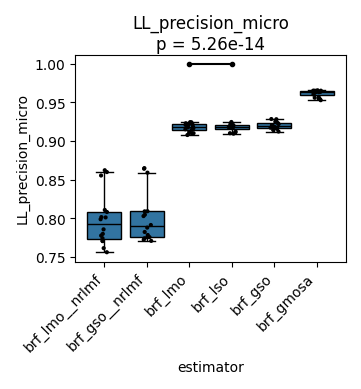 LL_precision_micro
p = 5.26e-14
LL_precision_micro
1.00
0.95
0.90
0.85
0.80
0.75
brf_lmo__nrlmf
brf_gso__nrlmf
brf_lmo
brf_lso
brf_gso
brf_gmosa
estimator